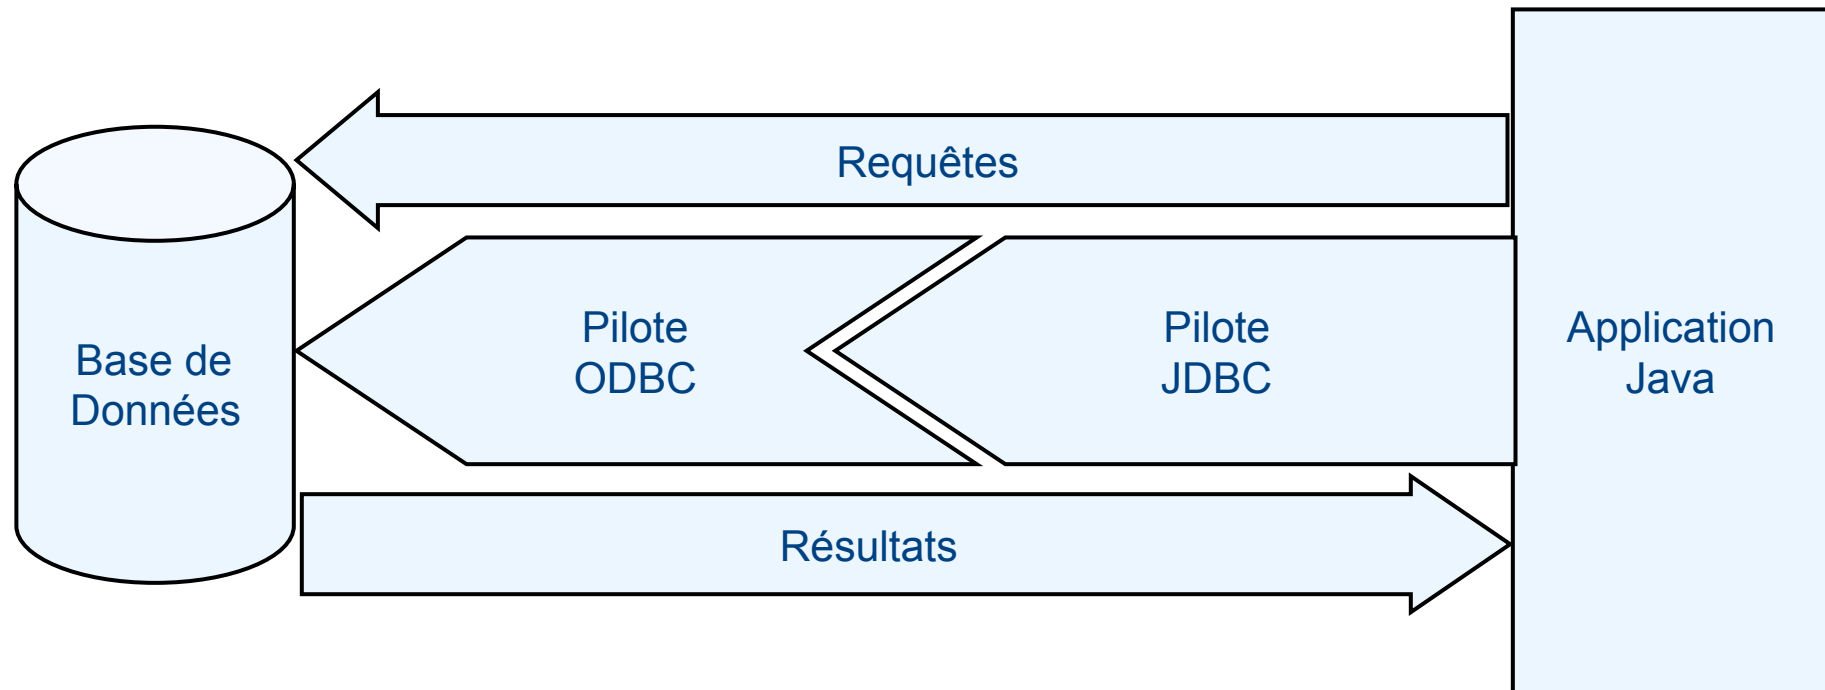 Requêtes
Base de
Données
Pilote
ODBC
Pilote
JDBC
Application
Java
Résultats